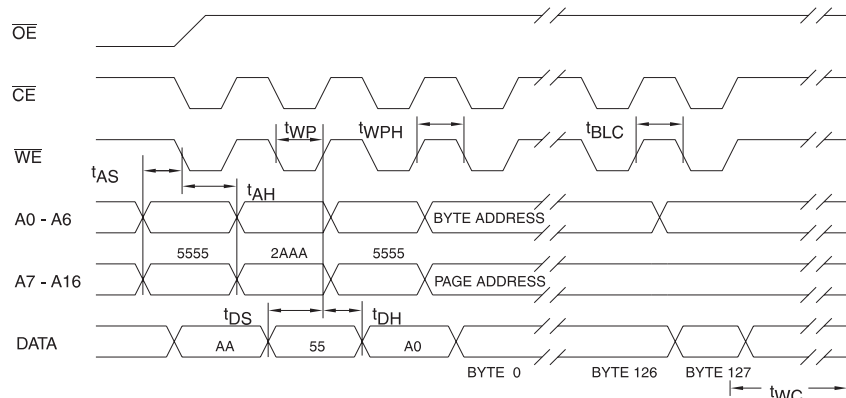 OE
CE
tWP tWPH tBLC
WE
tAS
tAH
A0 - A6 BYTE ADDRESS
5555 2AAA 5555
A7 - A16 PAGE ADDRESS
tDS tDH
DATA AA 55 A0
BYTE 0 BYTE 126 BYTE 127
tWC